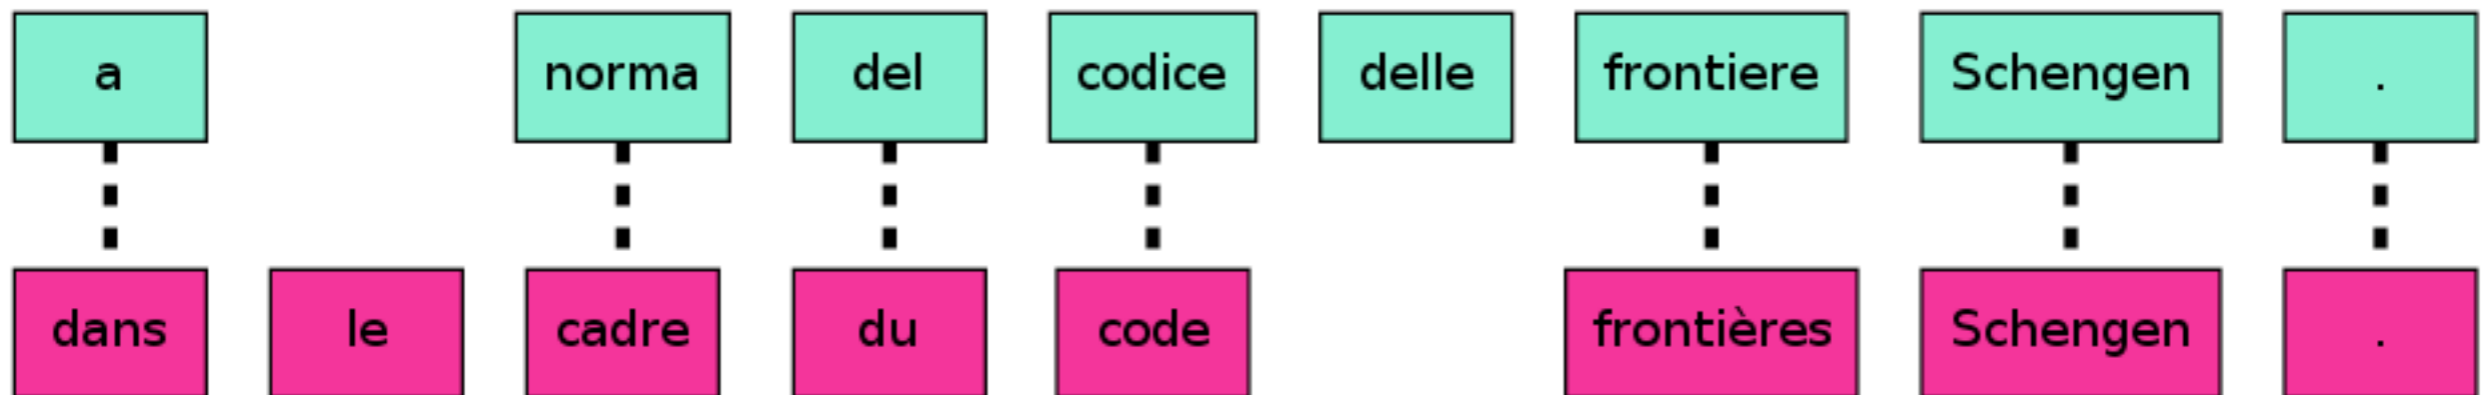 a norma del codice delle frontiere Schengen .
dans le cadre du code frontières Schengen .